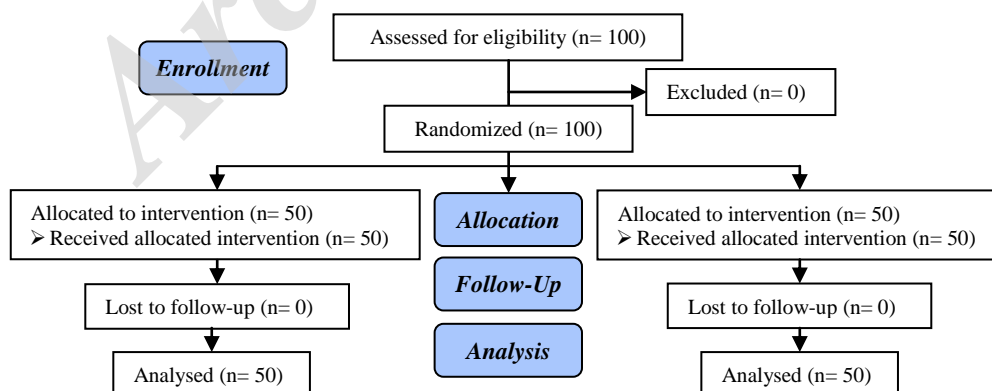 Assessed for eligibility (n= 100)
Enrollment
Excluded (n= 0)
Randomized (n= 100)
Allocated to intervention (n= 50)
➢ Received allocated intervention (n= 50)
Allocation
Allocated to intervention (n= 50)
➢ Received allocated intervention (n= 50)
Follow-Up
Lost to follow-up (n= 0)
Lost to follow-up (n= 0)
Analysis
Analysed (n= 50)
Analysed (n= 50)